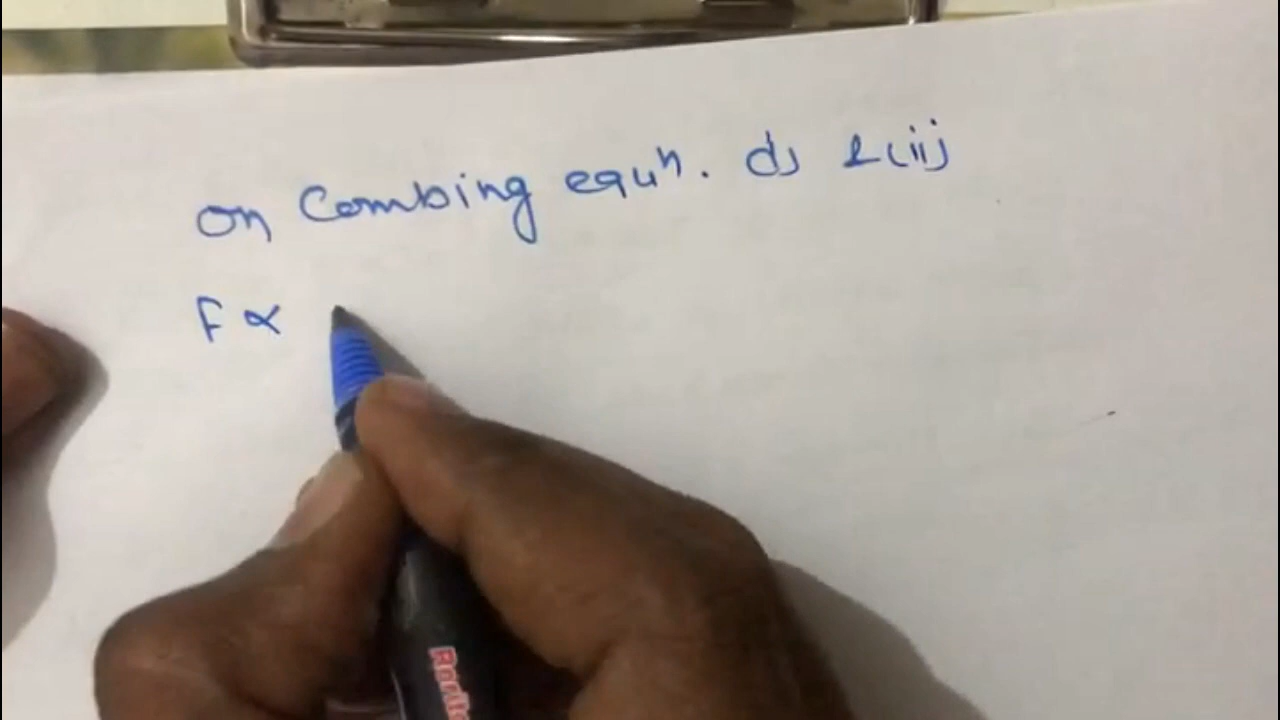 on Combing equⁿ. (i) & (ii)
F ∝